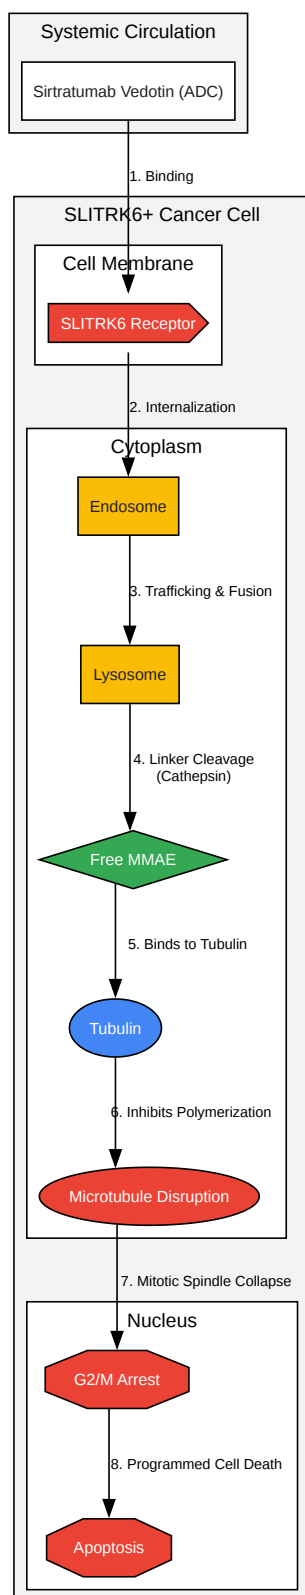 Systemic Circulation
Sirtratumab Vedotin (ADC)
1. Binding
SLITRK6+ Cancer Cell
Cell Membrane
SLITRK6 Receptor
2. Internalization
Cytoplasm
Endosome
3. Trafficking & Fusion
Lysosome
4. Linker Cleavage
(Cathepsin)
Free MMAE
5. Binds to Tubulin
Tubulin
6. Inhibits Polymerization
Microtubule Disruption
7. Mitotic Spindle Collapse
Nucleus
G2/M Arrest
8. Programmed Cell Death
Apoptosis